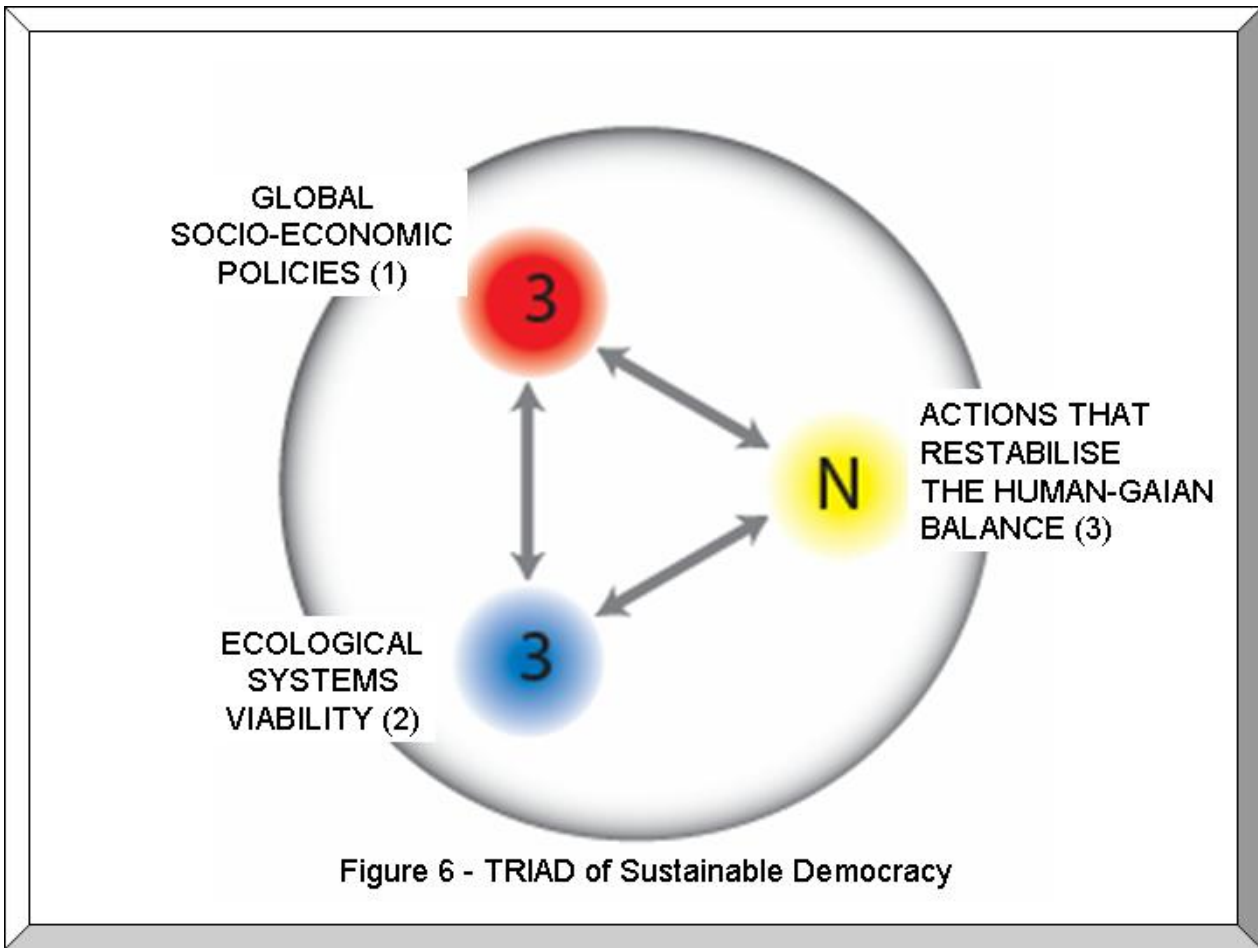 GLOBAL
SOCIO-ECONOMIC
POLICIES (1)
3
ACTIONS THAT
RESTABILISE
THE HUMAN-GAIAN
BALANCE (3)
N
ECOLOGICAL
SYSTEMS
VIABILITY (2)
3
Figure 6 - TRIAD of Sustainable Democracy